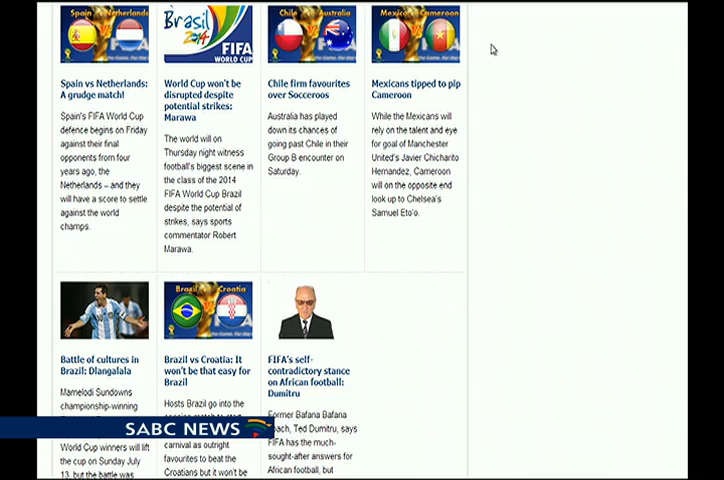 Spain Netherlands
Spain vs Netherlands:
A grudge match!
Spain's FIFA World Cup
defence begins on Friday
against their final
opponents from four
years ago, the
Netherlands – and they
will have a score to settle
against the world
champs.
Brasil
2014
FIFA
WORLD CUP
World Cup won't be
disrupted despite
potential strikes:
Marawa
The world will on
Thursday night witness
football's biggest scene in
the class of the 2014
FIFA World Cup Brazil
despite the potential of
strikes, says sports
commentator Robert
Marawa.
Chile Australia
Chile firm favourites
over Socceroos
Australia has played
down its chances of
going past Chile in their
Group B encounter on
Saturday.
Mexico Cameroon
Mexicans tipped to pip
Cameroon
While the Mexicans will
rely on the talent and eye
for goal of Manchester
United's Javier Chicharito
Hernandez, Cameroon
will on the opposite end
look up to Chelsea's
Samuel Eto'o.
Battle of cultures in
Brazil: Dlangalala
Mamelodi Sundowns
championship-winning
World Cup winners will lift
the cup on Sunday July
13, but the battle was
Brazil Croatia
Brazil vs Croatia: It
won't be that easy for
Brazil
Hosts Brazil go into the
carnival as outright
favourites to beat the
Croatians but it won't be
FIFA's self-
contradictory stance
on African football:
Dumitru
Former Bafana Bafana
coach, Ted Dumitru, says
FIFA has the much-
sought-after answers for
African football, but
SABC NEWS